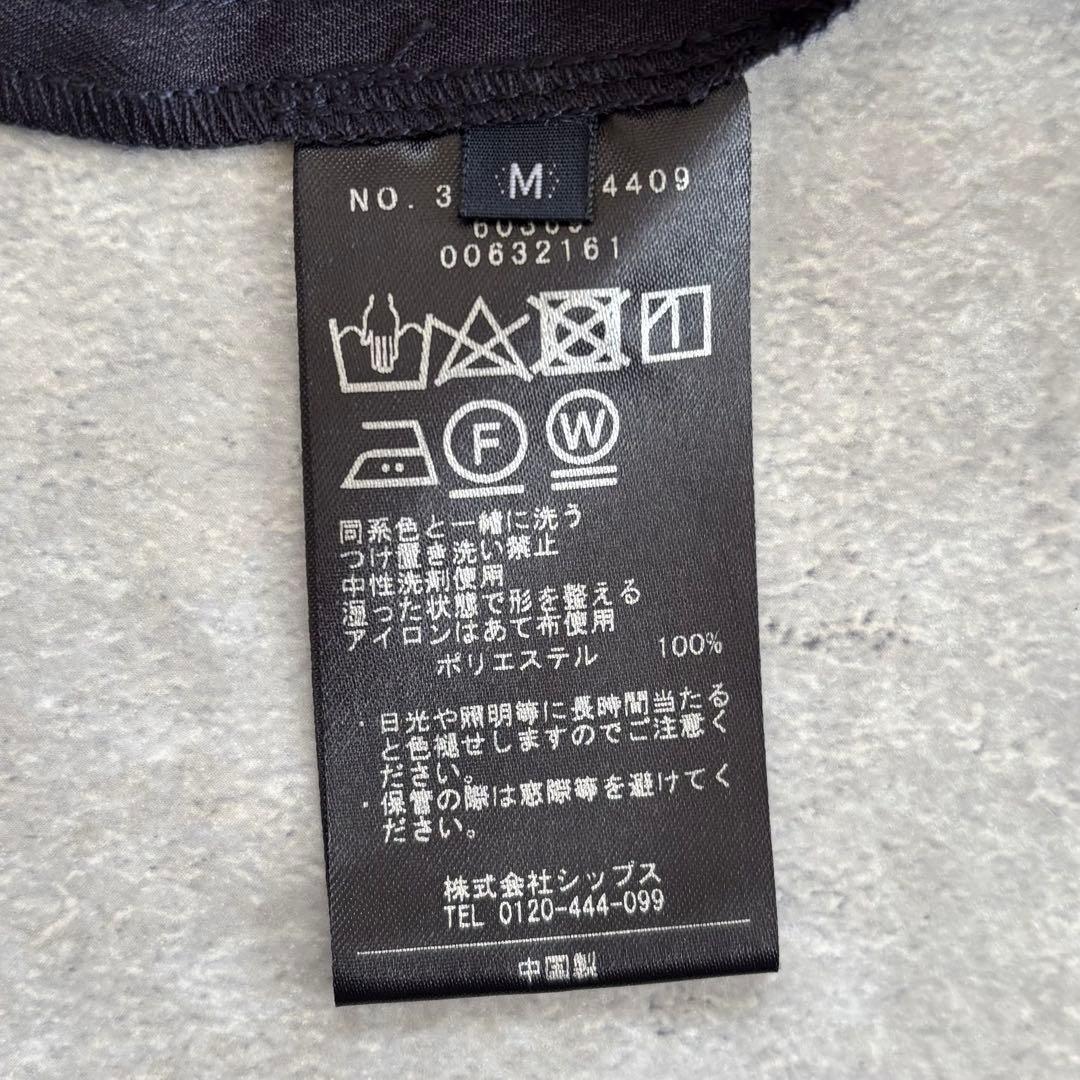 M
NO. 3 4409
00632161
F
W
同系色と一緒に洗う
つけ置き洗い禁止
中性洗剤使用
湿った状態で形を整える
アイロンはあて布使用
ポリエステル 100%
・日光や照明等に長時間当たる
と色褪せしますのでご注意く
ださい。
・保管の際は窓際等を避けてく
ださい。
株式会社シップス
TEL 0120-444-099
中国製